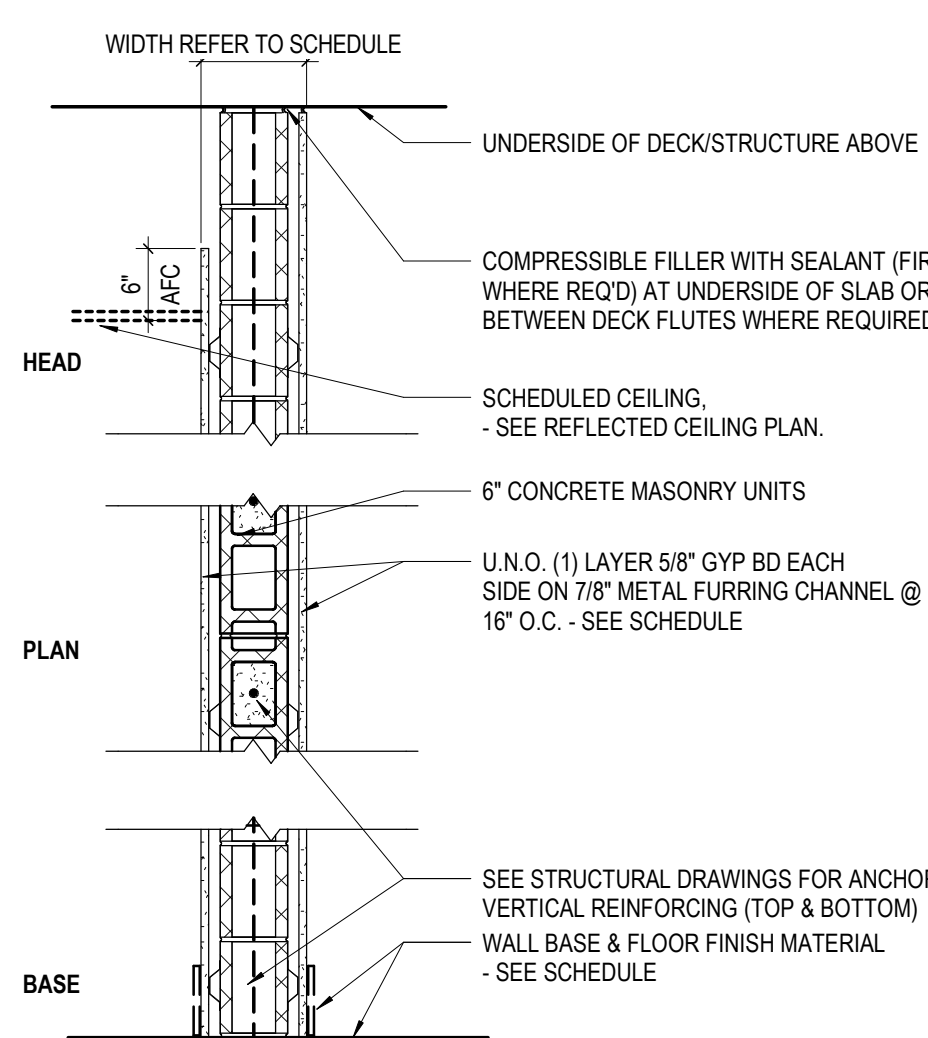 WIDTH REFER TO SCHEDULE
UNDERSIDE OF DECK/STRUCTURE ABOVE
COMPRESSIBLE FILLER WITH SEALANT (FIR
WHERE REQ'D) AT UNDERSIDE OF SLAB OR
BETWEEN DECK FLUTES WHERE REQUIRED
6"
AFC
HEAD
SCHEDULED CEILING,
- SEE REFLECTED CEILING PLAN.
6" CONCRETE MASONRY UNITS
U.N.O. (1) LAYER 5/8" GYP BD EACH
SIDE ON 7/8" METAL FURRING CHANNEL @
16" O.C. - SEE SCHEDULE
PLAN
SEE STRUCTURAL DRAWINGS FOR ANCHOR
VERTICAL REINFORCING (TOP & BOTTOM)
WALL BASE & FLOOR FINISH MATERIAL
- SEE SCHEDULE
BASE